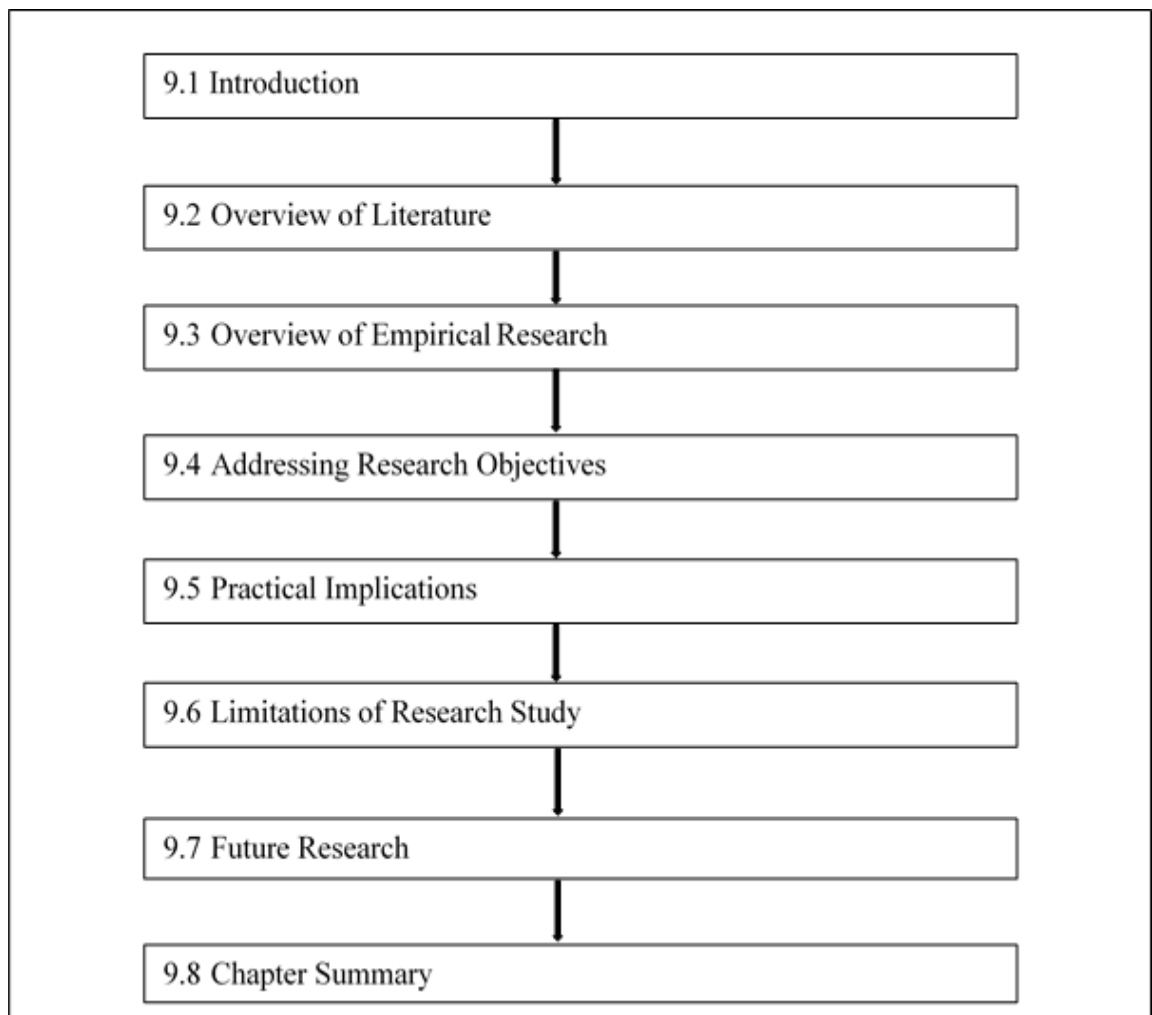 9.1 Introduction
9.2 Overview of Literature
9.3 Overview of Empirical Research
9.4 Addressing Research Objectives
9.5 Practical Implications
9.6 Limitations of Research Study
9.7 Future Research
9.8 Chapter Summary